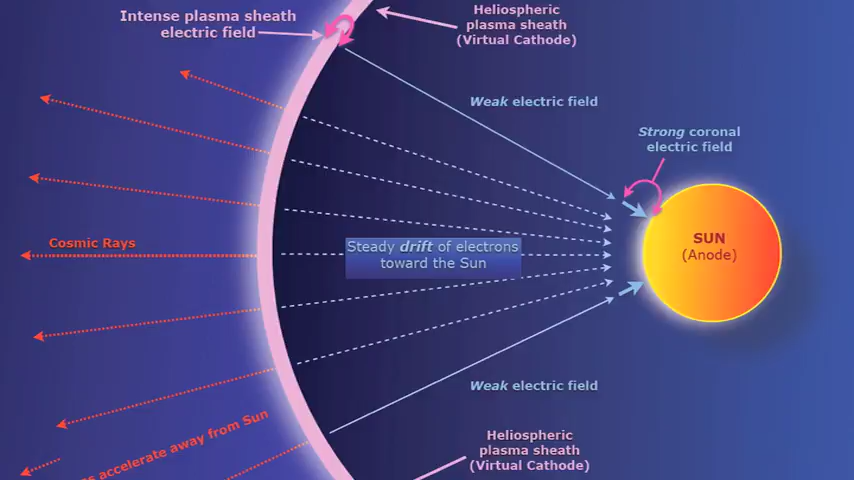 Intense plasma sheath
electric field
Heliospheric
plasma sheath
(Virtual Cathode)
Weak electric field
Strong coronal
electric field
SUN
(Anode)
Cosmic Rays
Steady drift of electrons
toward the Sun
Weak electric field
accelerate away from Sun
Heliospheric
plasma sheath
(Virtual Cathode)